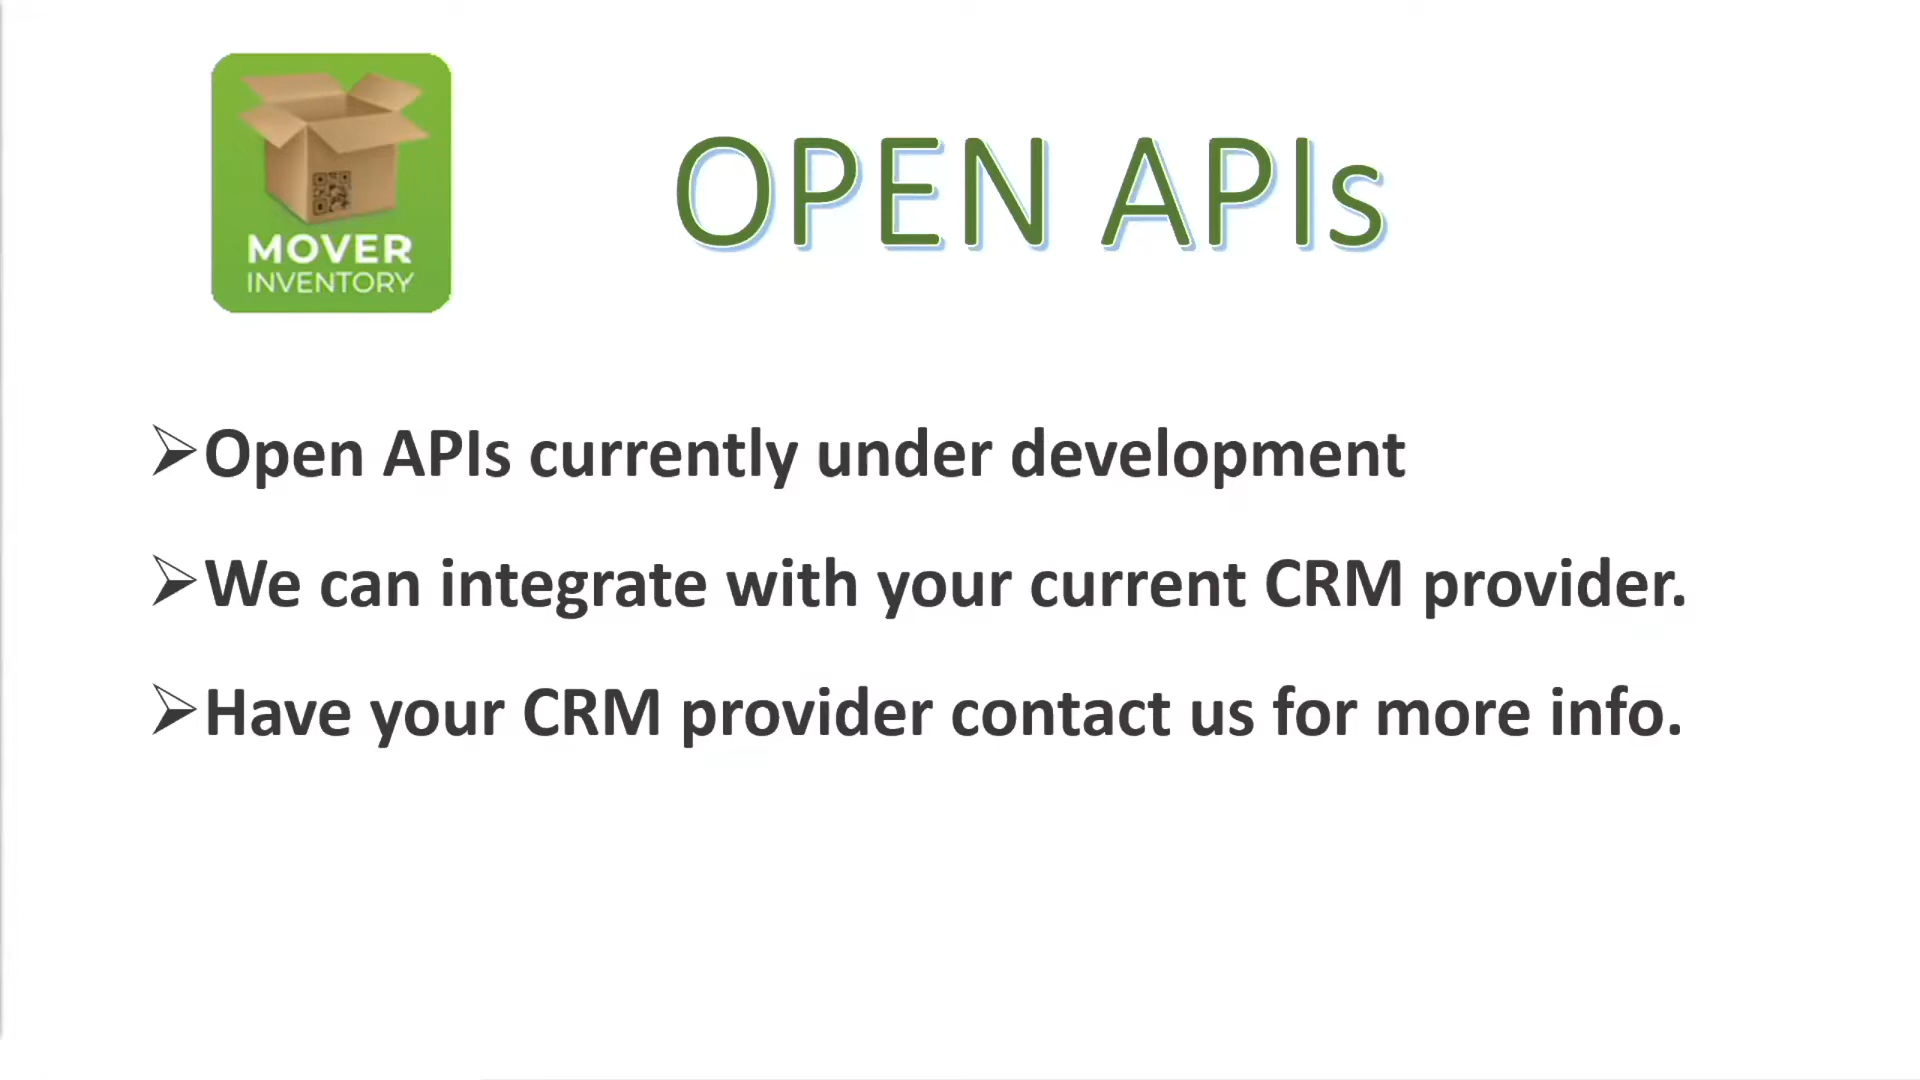 MOVER
INVENTORY
OPEN APIs
Open APIs currently under development
We can integrate with your current CRM provider.
Have your CRM provider contact us for more info.